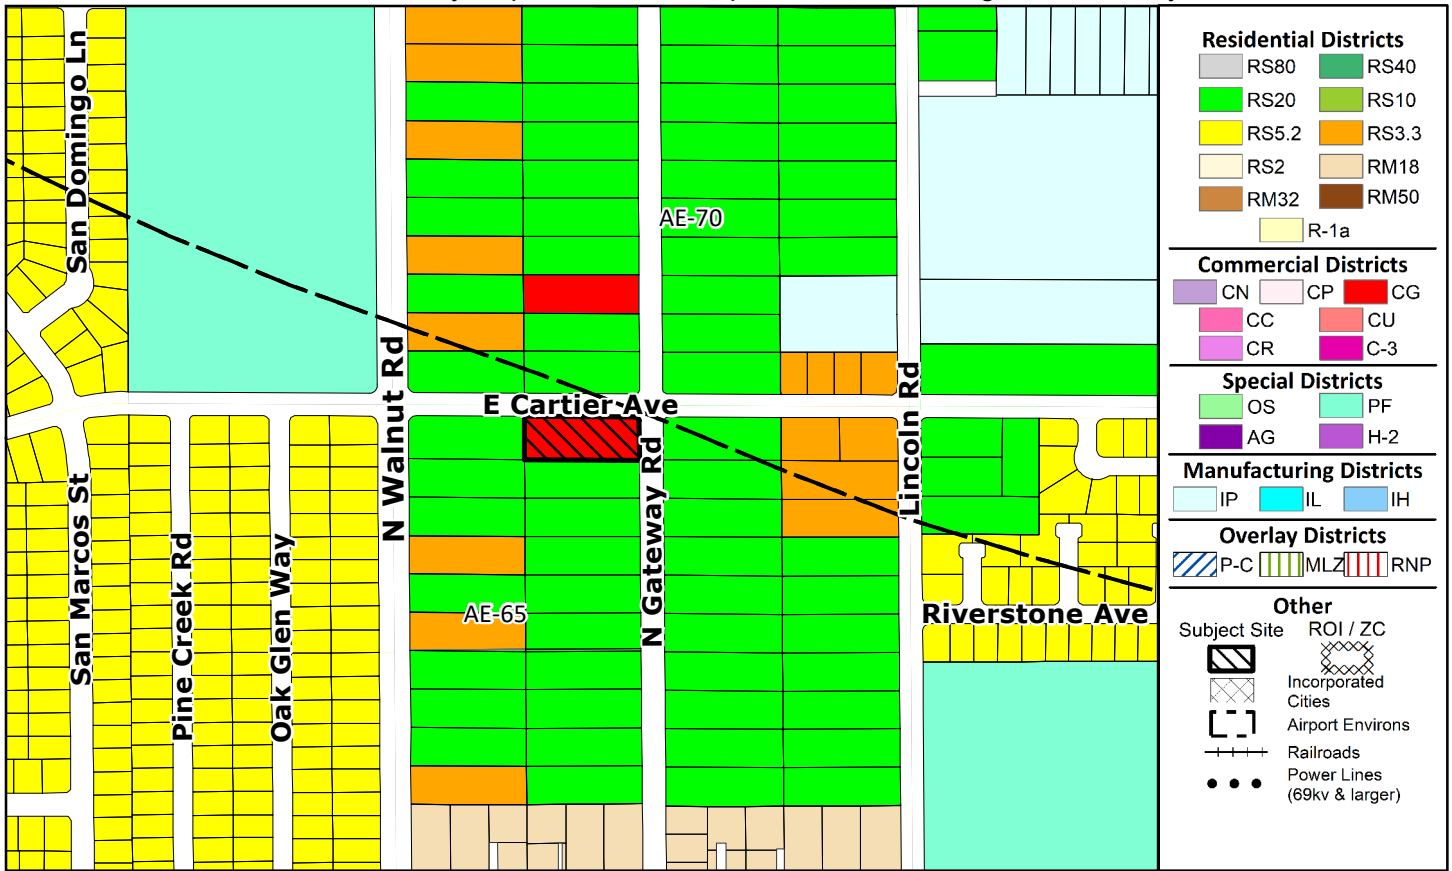 San Domingo Ln
AE-70
N Walnut Rd
E Cartier Ave
Lincoln Rd
N Gateway Rd
San Marcos St
Pine Creek Rd
Oak Glen Way
AE-65
Riverstone Ave
Residential Districts
RS80 RS40
RS20 RS10
RS5.2 RS3.3
RS2 RM18
RM32 RM50
R-1a
Commercial Districts
CN CP CG
CC CU
CR C-3
Special Districts
OS PF
AG H-2
Manufacturing Districts
IP IL IH
Overlay Districts
P-C MLZ RNP
Other
Subject Site ROI / ZC
Incorporated
Cities
Airport Environs
Railroads
Power Lines
(69kv & larger)